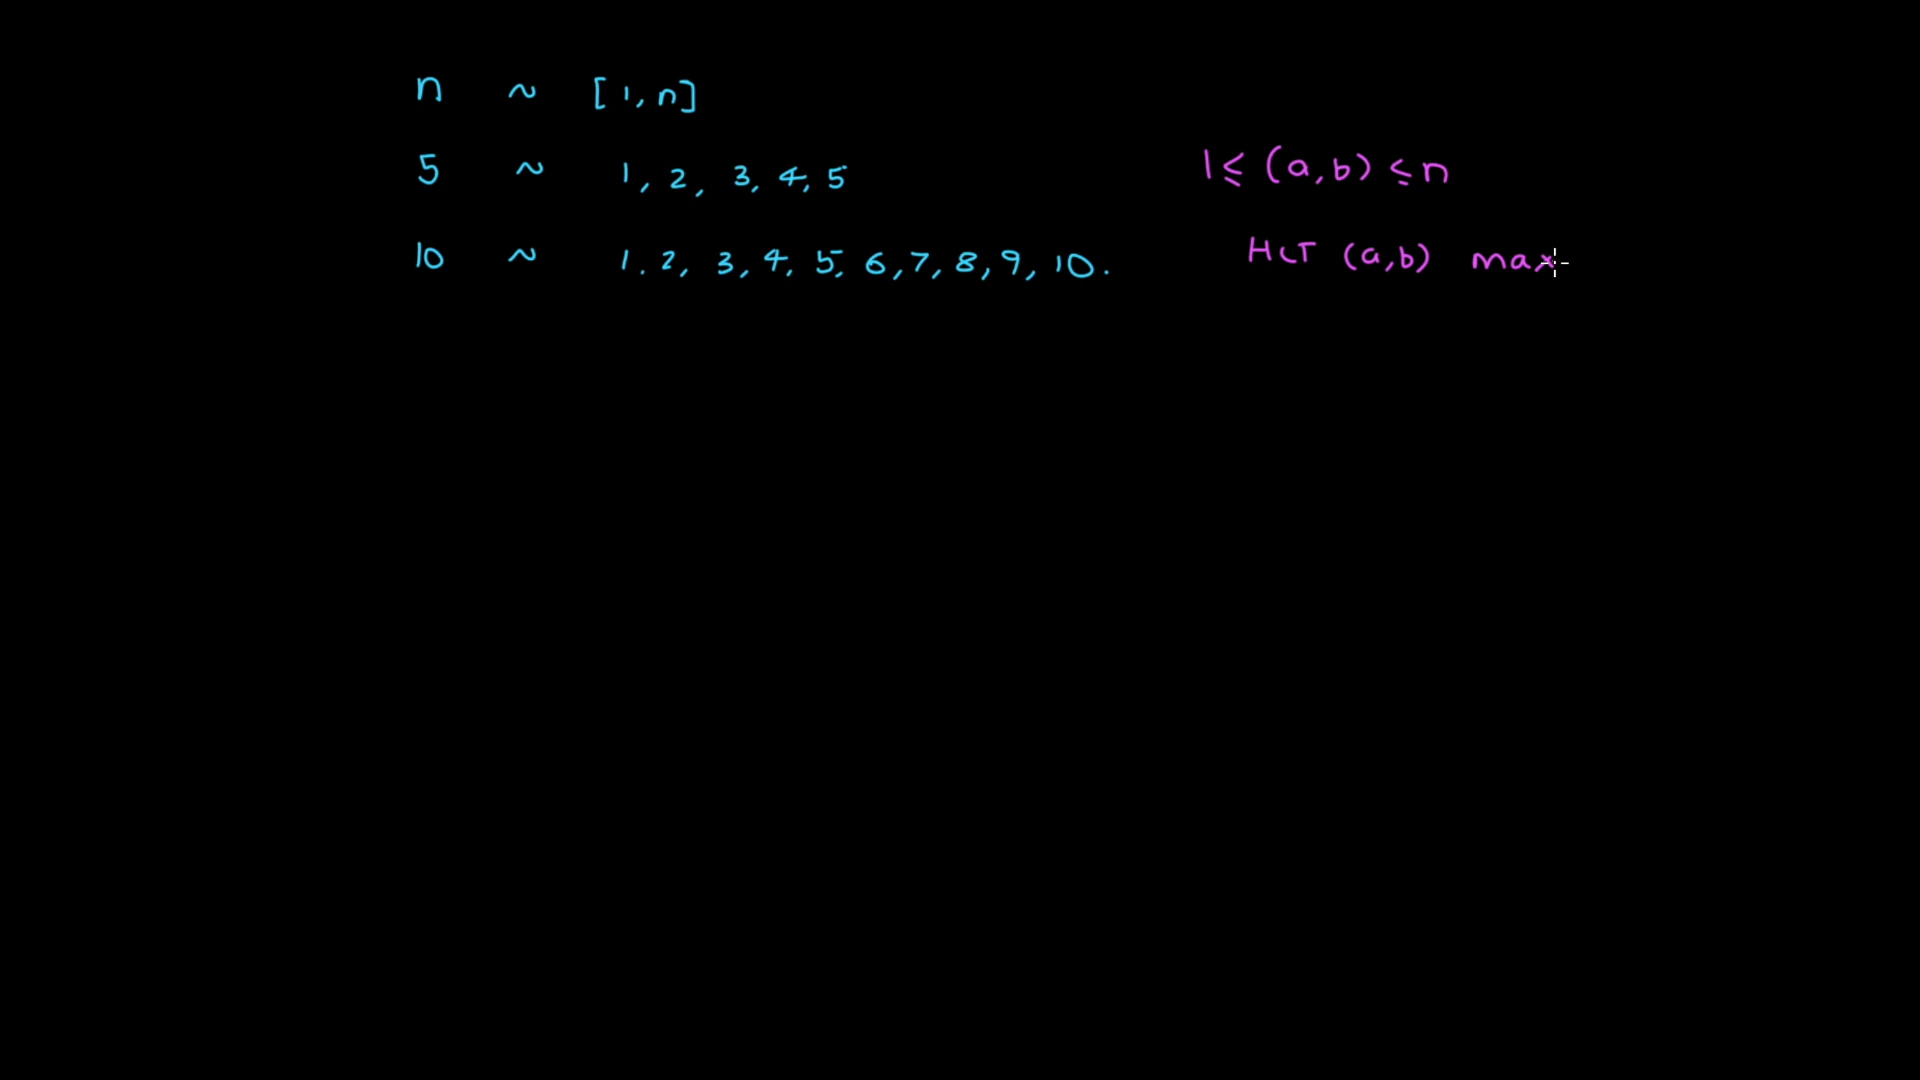 n ~ [1, n]
5 ~ 1, 2, 3, 4, 5
1 ≤ (a, b) ≤ n
10 ~ 1. 2, 3, 4, 5, 6, 7, 8, 9, 10.
HCT (a,b) max